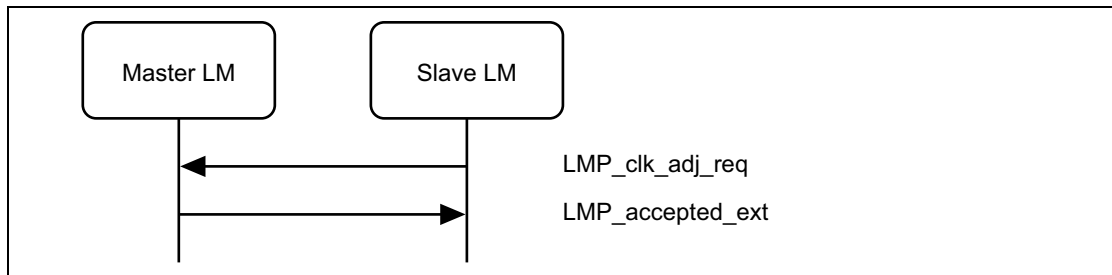 Master LM
Slave LM
LMP_clk_adj_req
LMP_accepted_ext